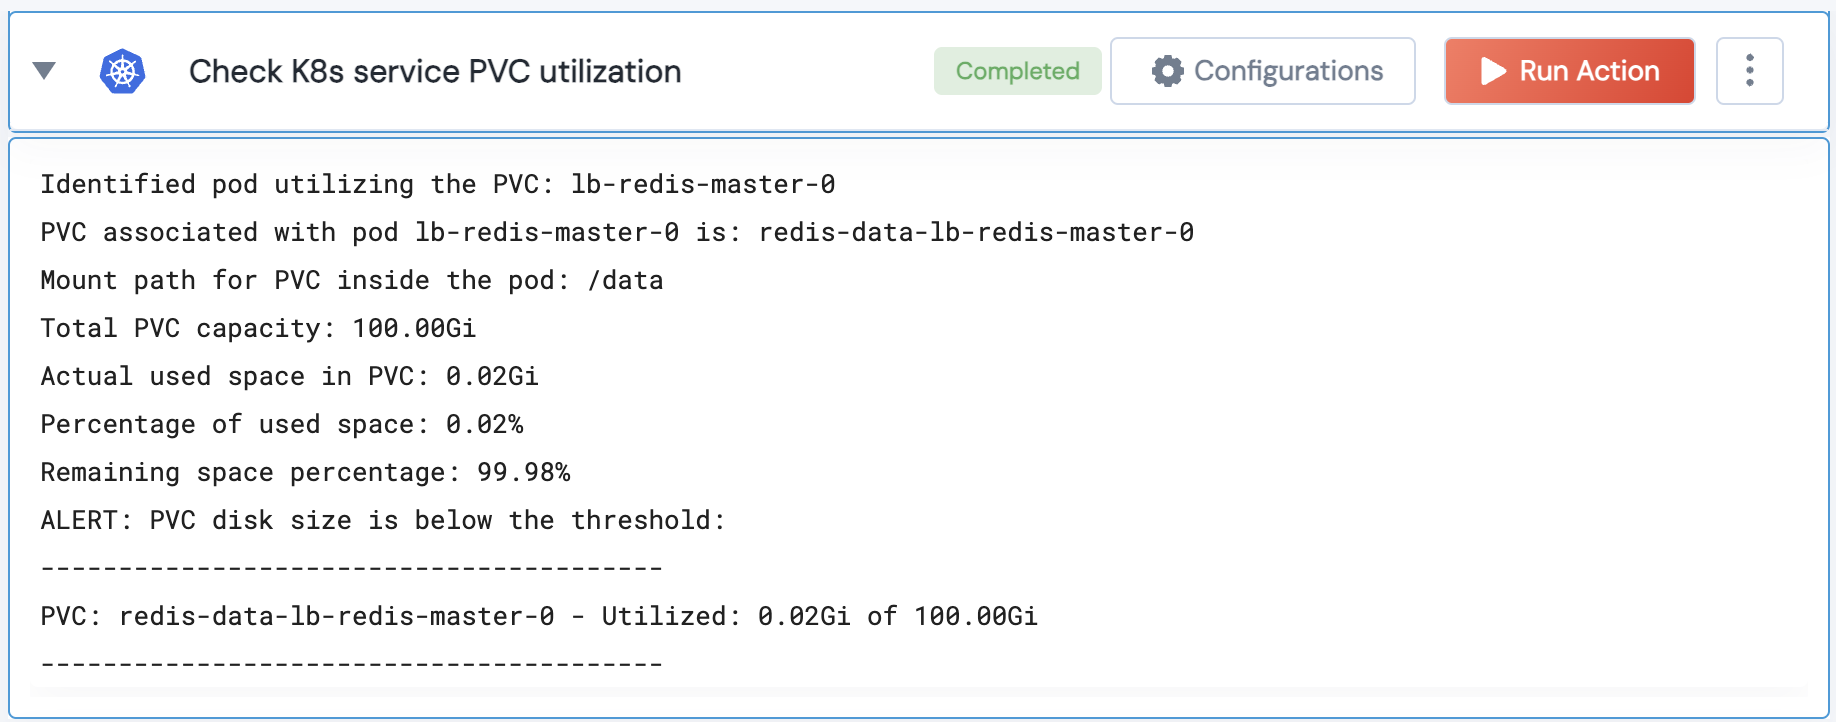 Check K8s service PVC utilization
Completed
Configurations
Run Action
Identified pod utilizing the PVC: lb-redis-master-0
PVC associated with pod lb-redis-master-0 is: redis-data-lb-redis-master-0
Mount path for PVC inside the pod: /data
Total PVC capacity: 100.00Gi
Actual used space in PVC: 0.02Gi
Percentage of used space: 0.02%
Remaining space percentage: 99.98%
ALERT: PVC disk size is below the threshold:
----------------------------------------
PVC: redis-data-lb-redis-master-0 - Utilized: 0.02Gi of 100.00Gi
----------------------------------------